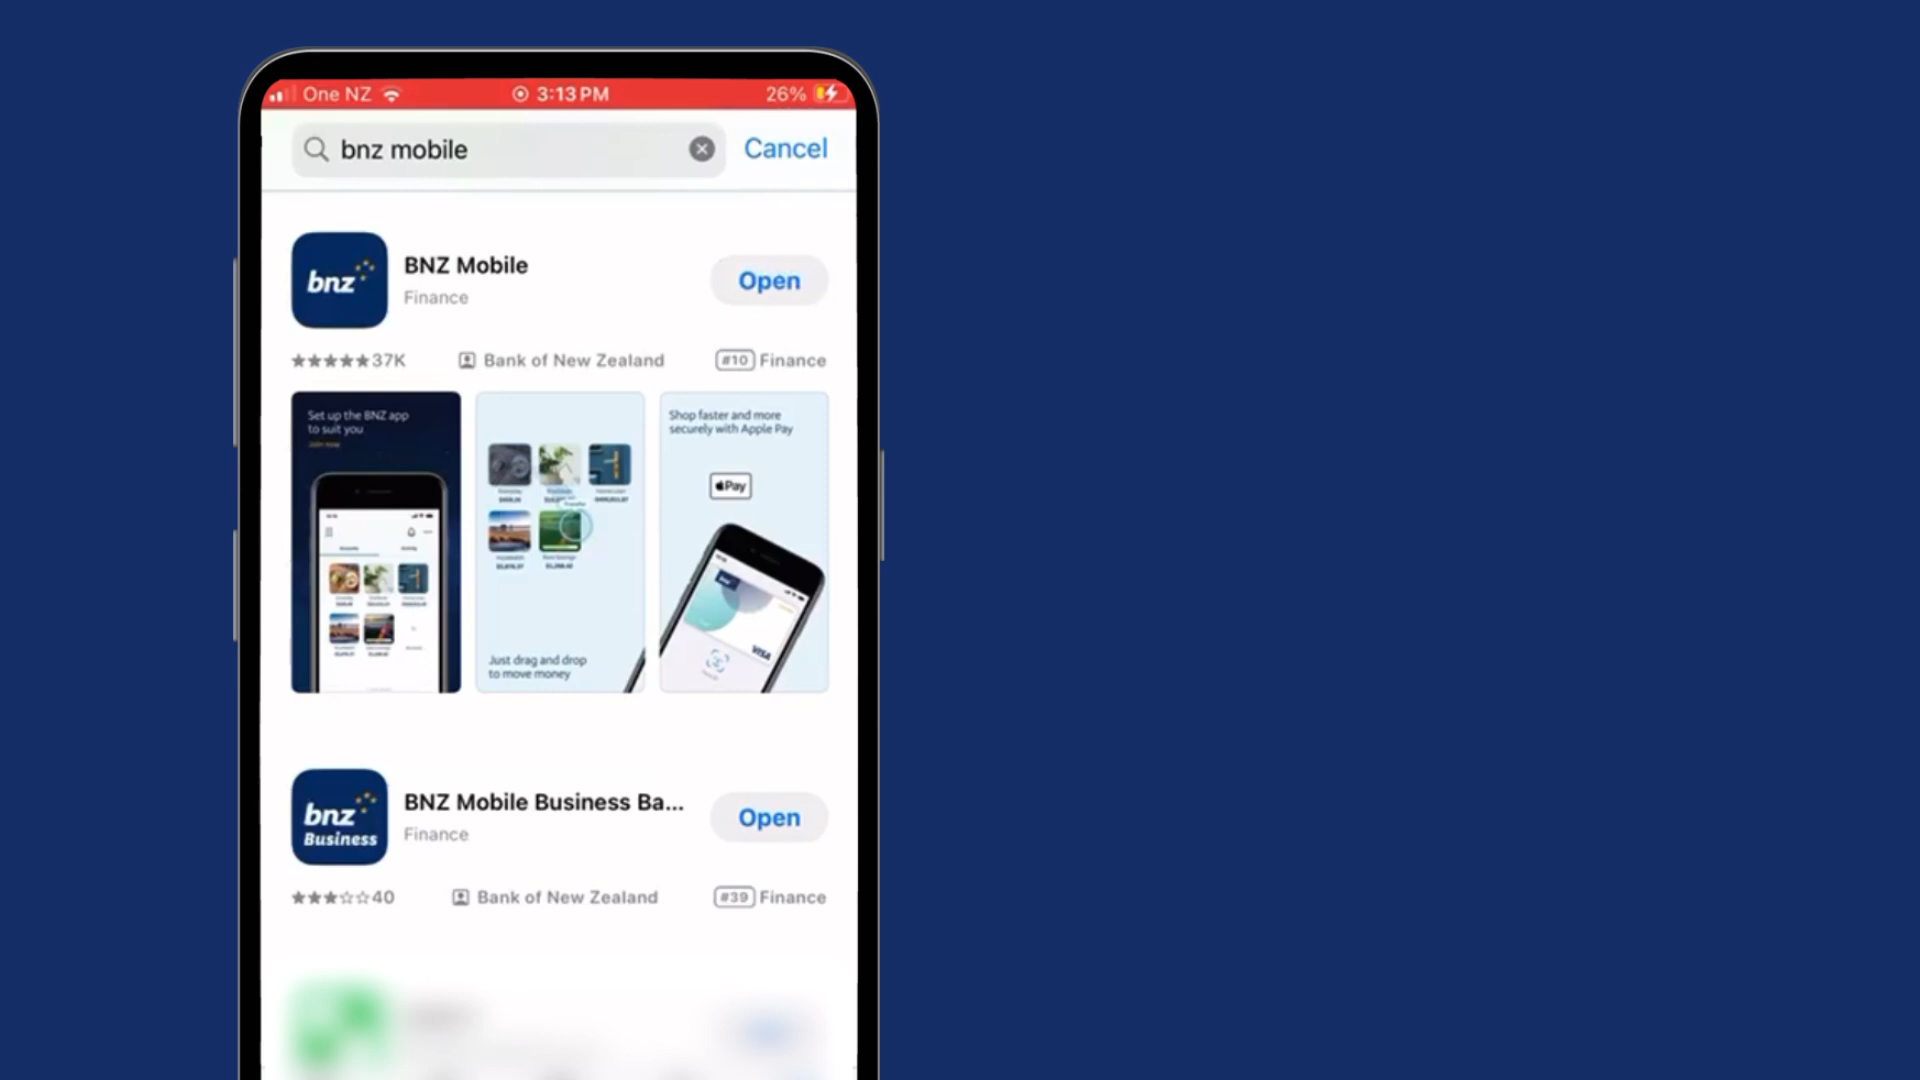 One NZ
3:13 PM
26%
bnz mobile
Cancel
bnz
BNZ Mobile
Finance
Open
37K
Bank of New Zealand
#10 Finance
Set up the BNZ app
to suit you
Join now
Just drag and drop
to move money
Shop faster and more
securely with Apple Pay
Pay
VISA
bnz
Business
BNZ Mobile Business Ba...
Finance
Open
40
Bank of New Zealand
#39 Finance